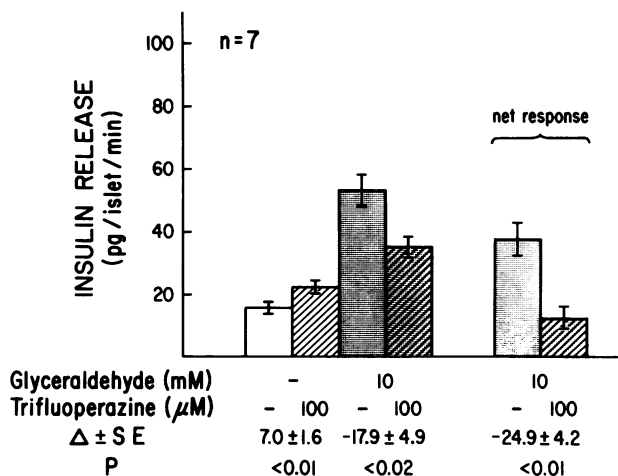 100
n=7
80
60
40
20
INSULIN RELEASE
(pg/islet/min)
net response
Glyceraldehyde (mM) - 10 10
Trifluoperazine (μM) - 100 - 100 - 100
Δ ± S E 7.0 ± 1.6 -17.9 ± 4.9 -24.9 ± 4.2
P <0.01 <0.02 <0.01